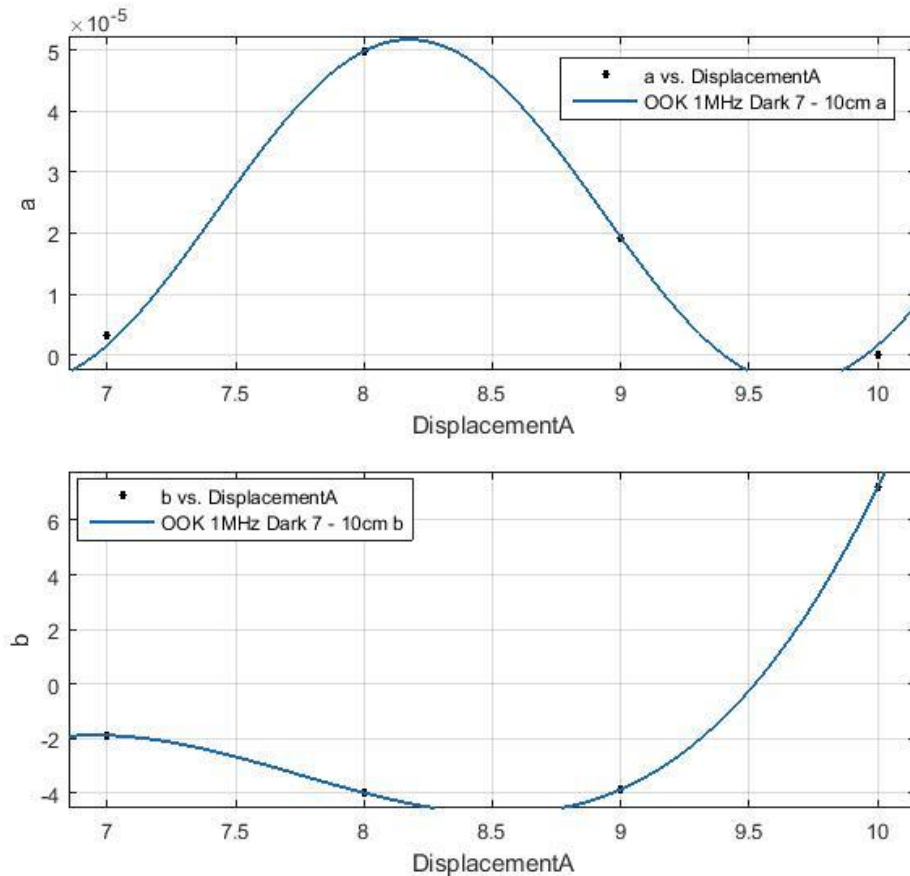 ×10⁻⁵
5
4
3
2
1
0
a
a vs. DisplacementA
OOK 1MHz Dark 7 - 10cm a
7 7.5 8 8.5 9 9.5 10
DisplacementA
6
4
2
0
-2
-4
b
b vs. DisplacementA
OOK 1MHz Dark 7 - 10cm b
7 7.5 8 8.5 9 9.5 10
DisplacementA